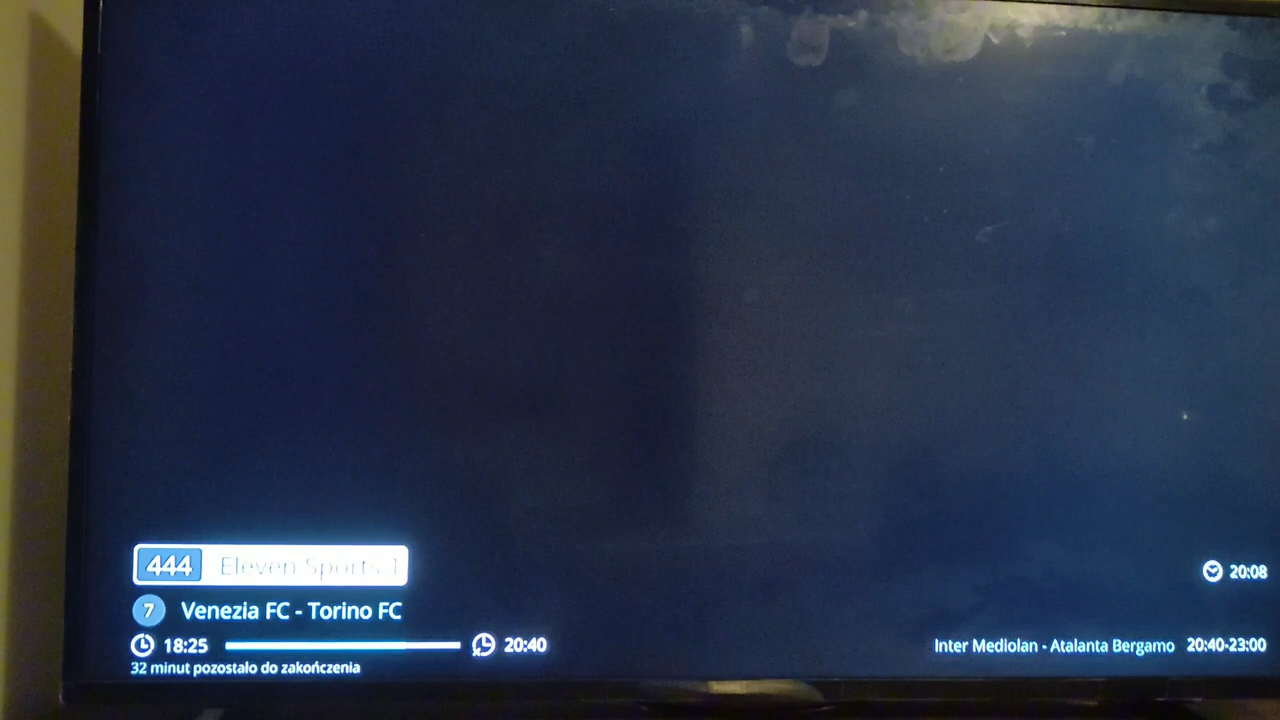 444 Eleven Sports 1
20:08
7 Venezia FC - Torino FC
18:25 20:40
Inter Mediolan - Atalanta Bergamo 20:40-23:00
32 minut pozostało do zakończenia